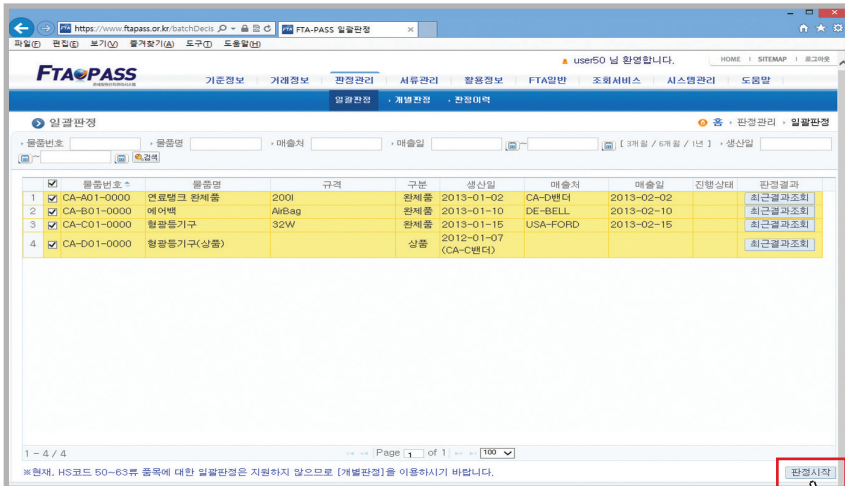 https://www.ftapass.or.kr/batchDecis
FTA-PASS 일괄판정
파일(F) 편집(E) 보기(V) 즐겨찾기(A) 도구(T) 도움말(H)
user50 님 환영합니다. HOME | SITEMAP | 로그아웃
FTA PASS
기준정보 거래정보 판정관리 서류관리 활용정보 FTA일반 조회서비스 시스템관리 도움말
일괄판정 개별판정 판정이력
일괄판정
홈 › 판정관리 › 일괄판정
물품번호 물품명 매출처 매출일 ~ [ 3개월 / 6개월 / 1년 ] 생산일
~ 검색
물품번호 물품명 규격 구분 생산일 매출처 매출일 진행상태 판정결과
1 CA-A01-0000 연료탱크 완제품 200l 완제품 2013-01-02 CA-D밴더 2013-02-02 최근결과조회
2 CA-B01-0000 에어백 AirBag 완제품 2013-01-10 DE-BELL 2013-02-10 최근결과조회
3 CA-C01-0000 형광등기구 32W 완제품 2013-01-15 USA-FORD 2013-02-15 최근결과조회
4 CA-D01-0000 형광등기구(상품) 상품 2012-01-07 (CA-C밴더) 최근결과조회
1 - 4 / 4
Page 1 of 1 100
※현재, HS코드 50~63류 품목에 대한 일괄판정은 지원하지 않으므로 [개별판정]을 이용하시기 바랍니다.
판정시작